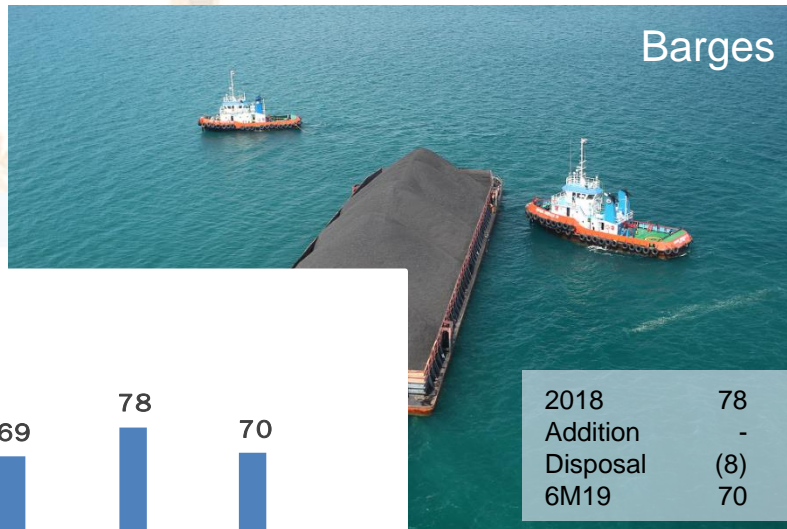 Barges
78
69
70
2018 78
Addition -
Disposal (8)
6M19 70